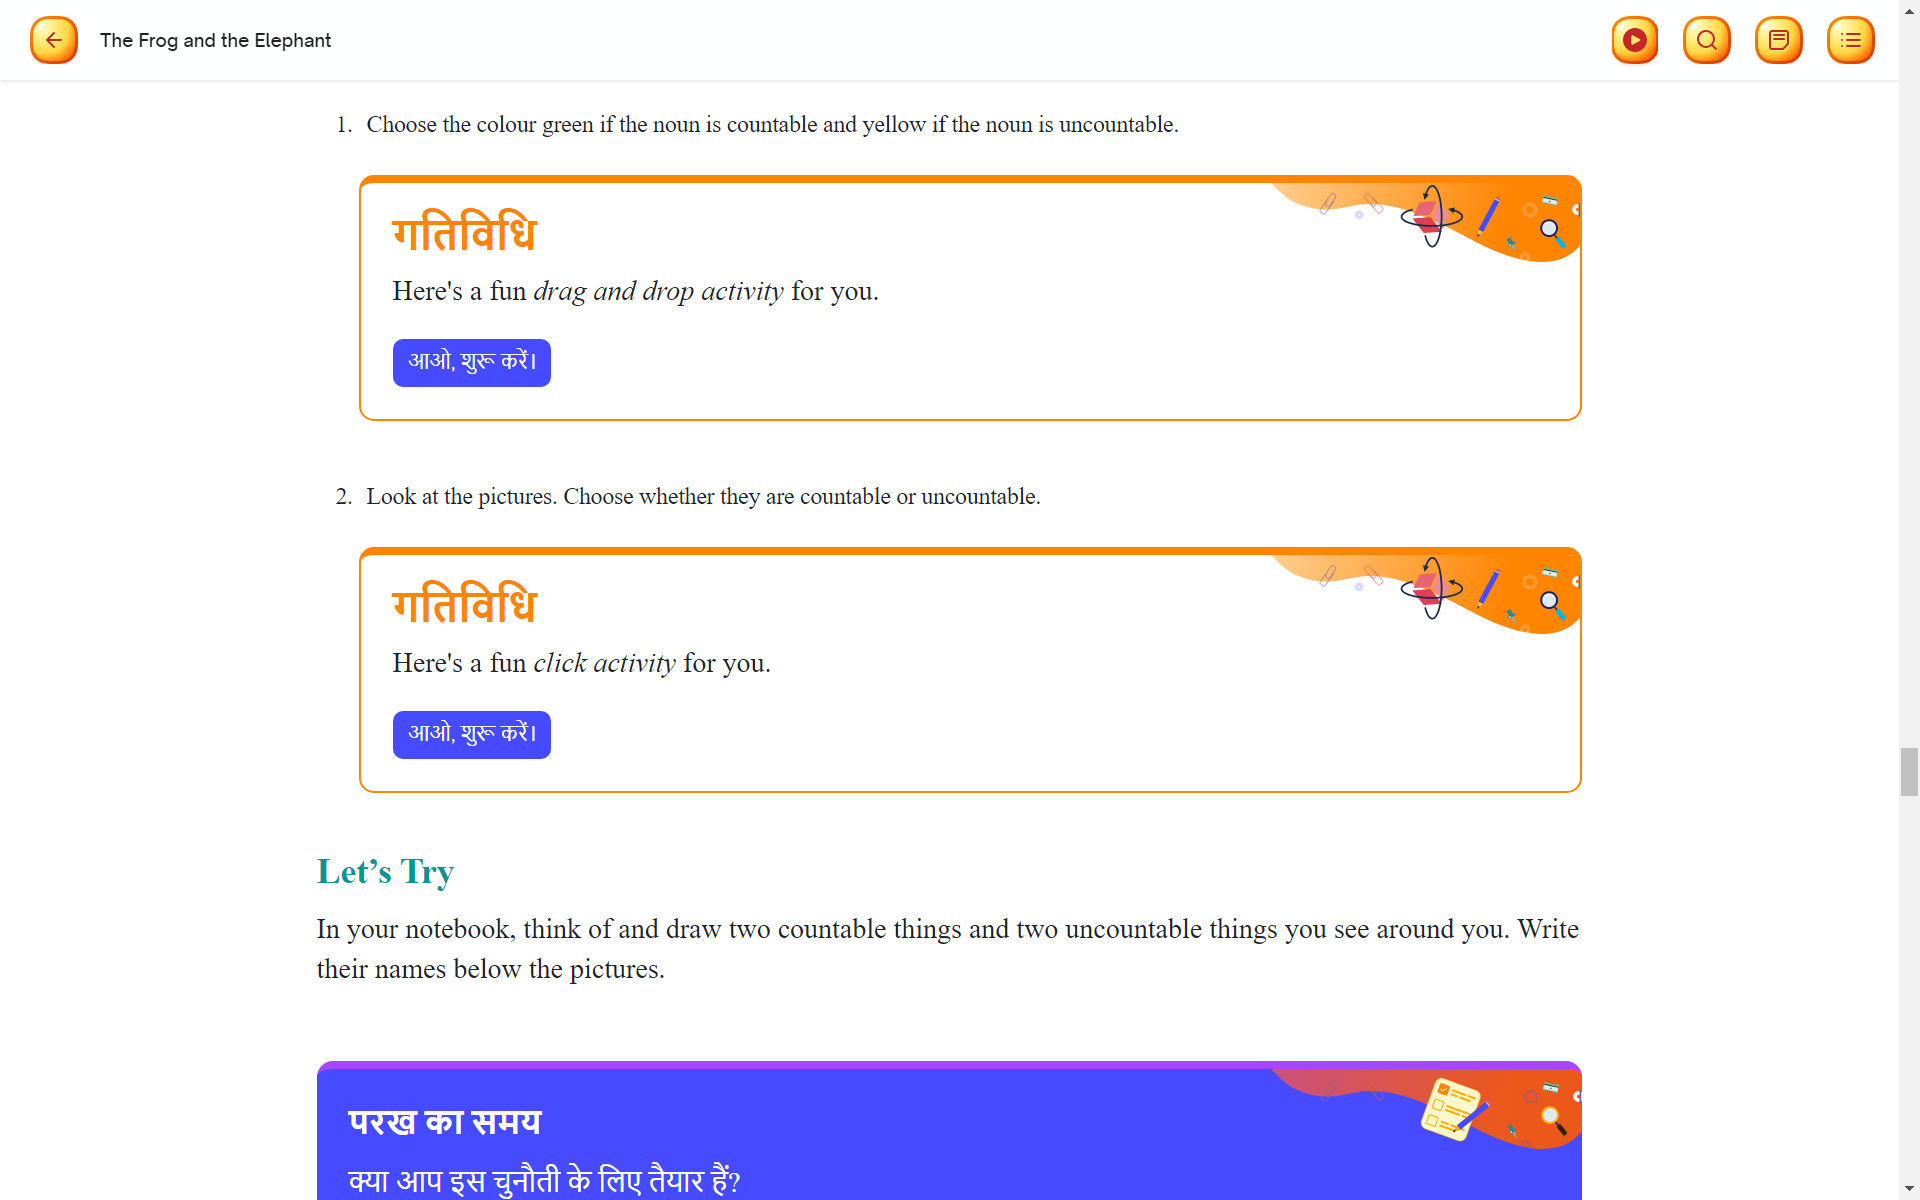 The Frog and the Elephant
1. Choose the colour green if the noun is countable and yellow if the noun is uncountable.
गतिविधि
Here's a fun drag and drop activity for you.
आओ, शुरू करें।
2. Look at the pictures. Choose whether they are countable or uncountable.
गतिविधि
Here's a fun click activity for you.
आओ, शुरू करें।
Let’s Try
In your notebook, think of and draw two countable things and two uncountable things you see around you. Write
their names below the pictures.
परख का समय
क्या आप इस चुनौती के लिए तैयार हैं?